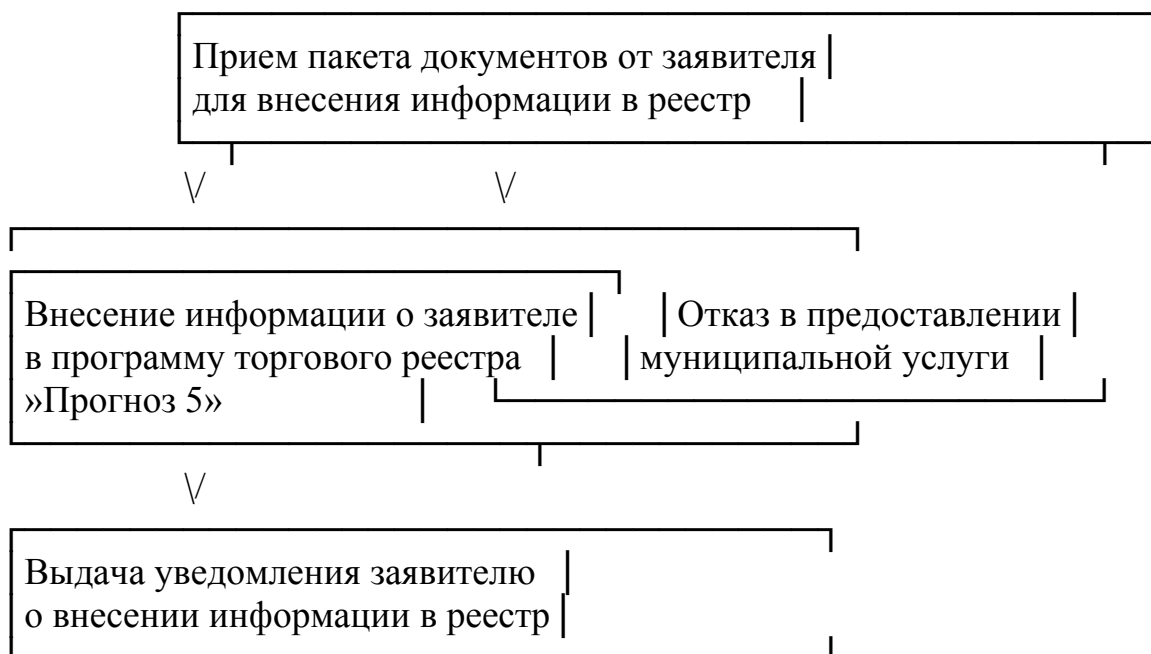 Прием пакета документов от заявителя
для внесения информации в реестр
Внесение информации о заявителе
в программу торгового реестра
»Прогноз 5»
Отказ в предоставлении
муниципальной услуги
Выдача уведомления заявителю
о внесении информации в реестр